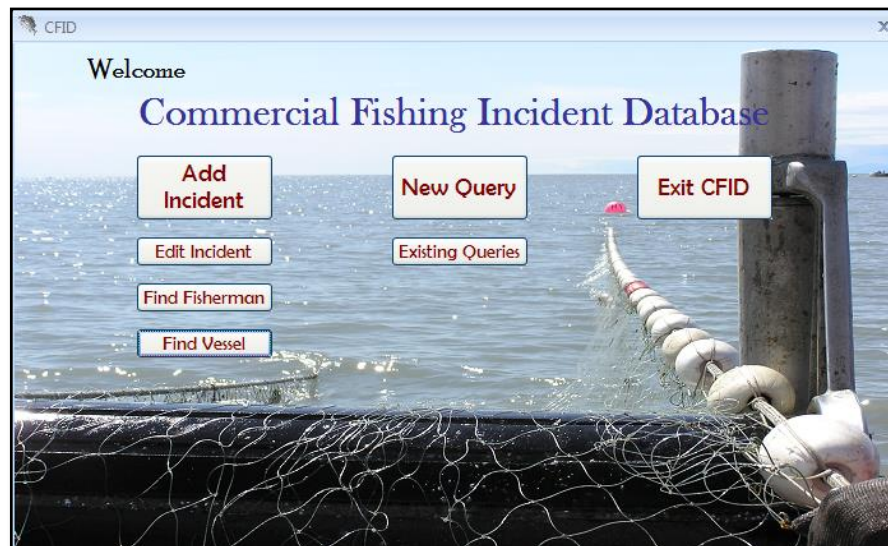 CFID
x
Welcome
Commercial Fishing Incident Database
Add
Incident
New Query
Exit CFID
Edit Incident
Existing Queries
Find Fisherman
Find Vessel